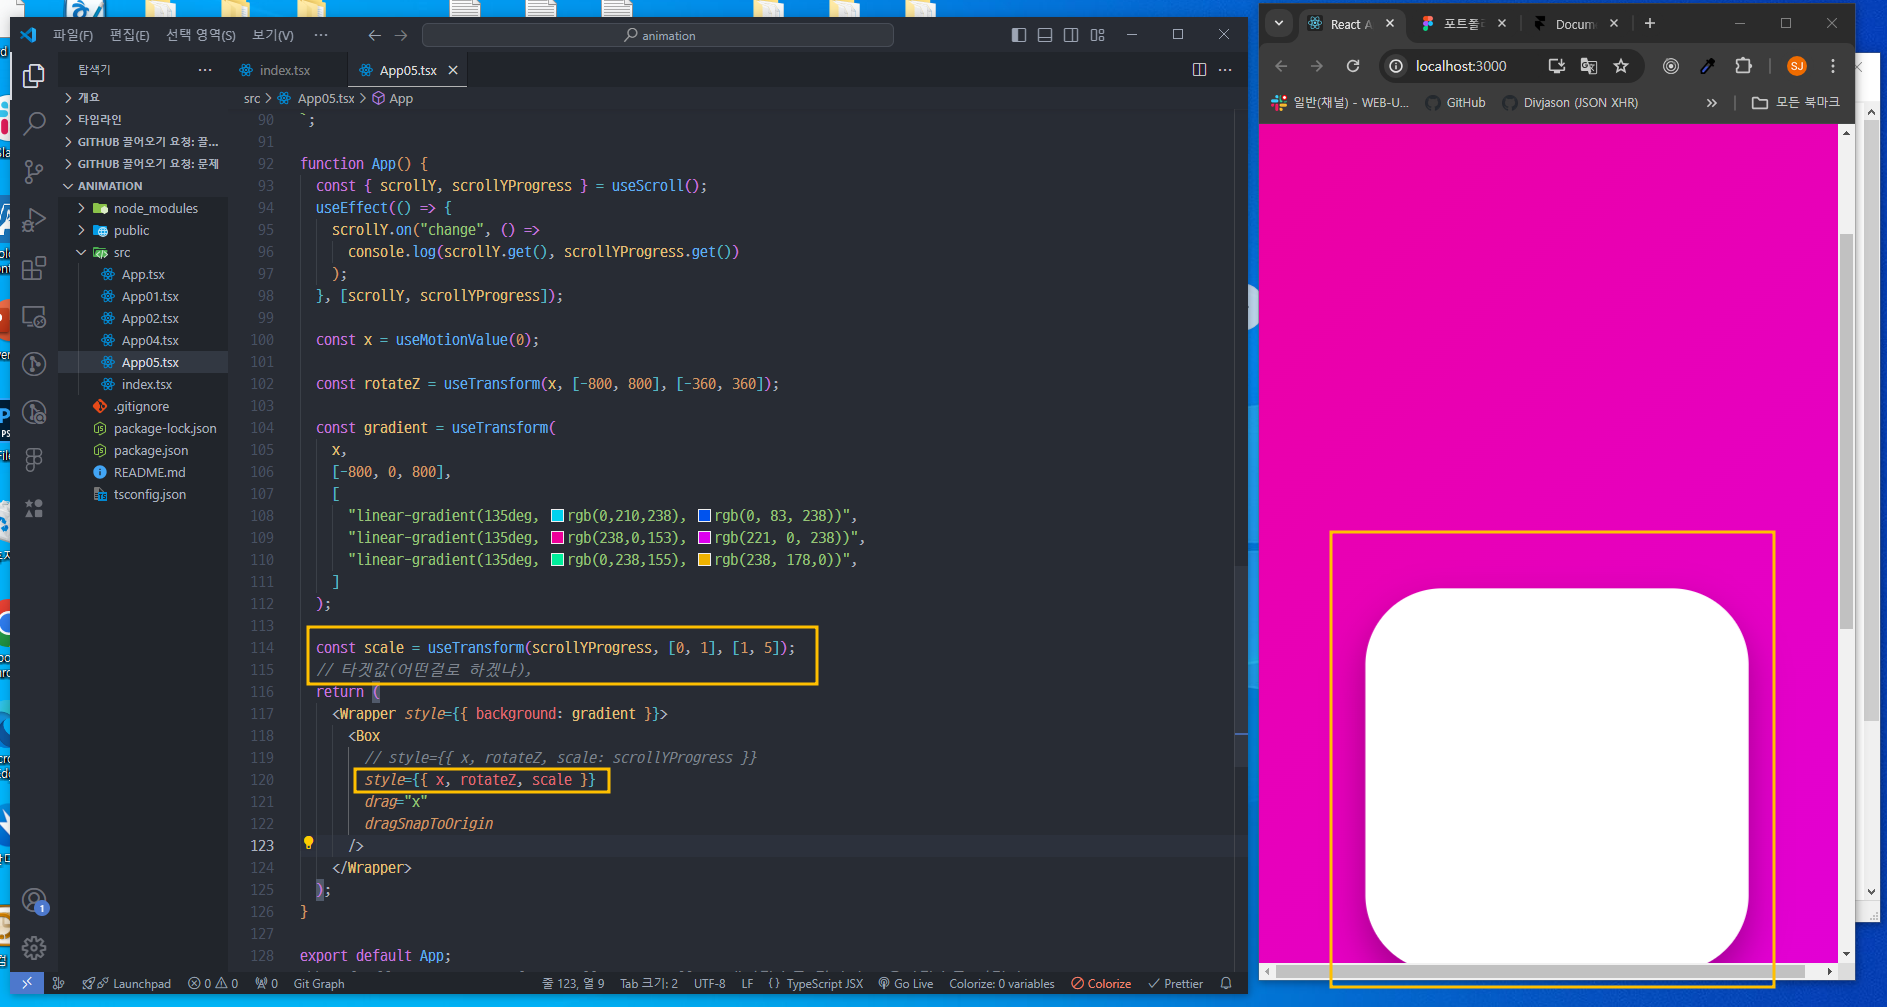 파일(F) 편집(E) 선택 영역(S) 보기(V) ··· animation
탐색기 ···
개요
타임라인
GITHUB 끌어오기 요청: 끌...
GITHUB 끌어오기 요청: 문제
ANIMATION
node_modules
public
src
App.tsx
App01.tsx
App02.tsx
App04.tsx
App05.tsx
index.tsx
.gitignore
package-lock.json
package.json
README.md
tsconfig.json
index.tsx App05.tsx
src > App05.tsx > App
90 `;
91
92 function App() {
93 const { scrollY, scrollYProgress } = useScroll();
94 useEffect(() => {
95 scrollY.on("change", () =>
96 console.log(scrollY.get(), scrollYProgress.get())
97 );
98 }, [scrollY, scrollYProgress]);
99
100 const x = useMotionValue(0);
101
102 const rotateZ = useTransform(x, [-800, 800], [-360, 360]);
103
104 const gradient = useTransform(
105 x,
106 [-800, 0, 800],
107 [
108 "linear-gradient(135deg, rgb(0,210,238), rgb(0, 83, 238))",
109 "linear-gradient(135deg, rgb(238,0,153), rgb(221, 0, 238))",
110 "linear-gradient(135deg, rgb(0,238,155), rgb(238, 178,0))",
111 ]
112 );
113
114 const scale = useTransform(scrollYProgress, [0, 1], [1, 5]);
115 // 타겟값(어떤걸로 하겠냐),
116 return (
117 <Wrapper style={{ background: gradient }}>
118 <Box
119 // style={{ x, rotateZ, scale: scrollYProgress }}
120 style={{ x, rotateZ, scale }}
121 drag="x"
122 dragSnapToOrigin
123 />
124 </Wrapper>
125 );
126 }
127
128 export default App;
1
Launchpad 0 0 0 Git Graph 줄 123, 열 9 Tab 크기: 2 UTF-8 LF {} TypeScript JSX Go Live Colorize: 0 variables Colorize Prettier
React A 포트폴 Docum
localhost:3000 SJ
일반(채널) - WEB-U... GitHub Divjason (JSON XHR) » 모든 북마크